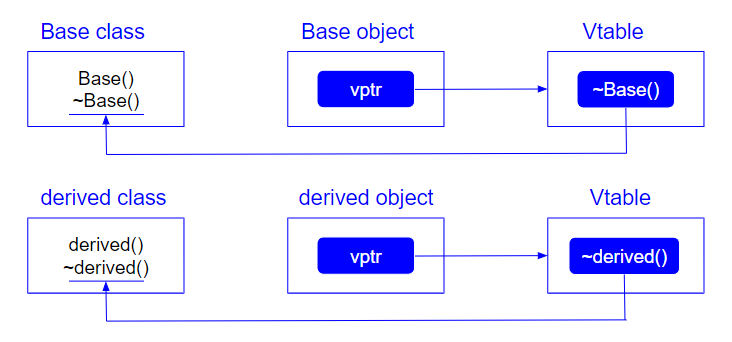 Base class
Base object
Vtable
Base()
~Base()
vptr
~Base()
derived class
derived object
Vtable
derived()
~derived()
vptr
~derived()